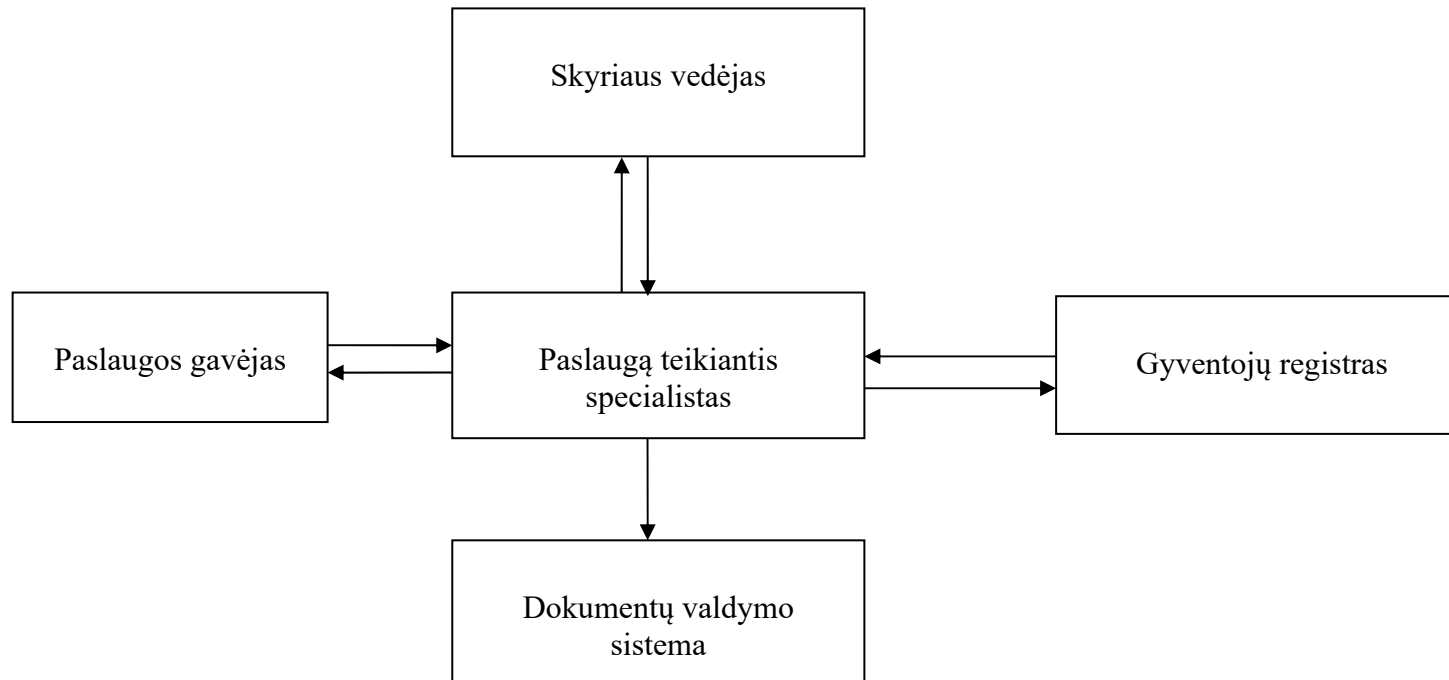 Skyriaus vedėjas
Paslaugos gavėjas
Paslaugą teikiantis
specialistas
Gyventojų registras
Dokumentų valdymo
sistema